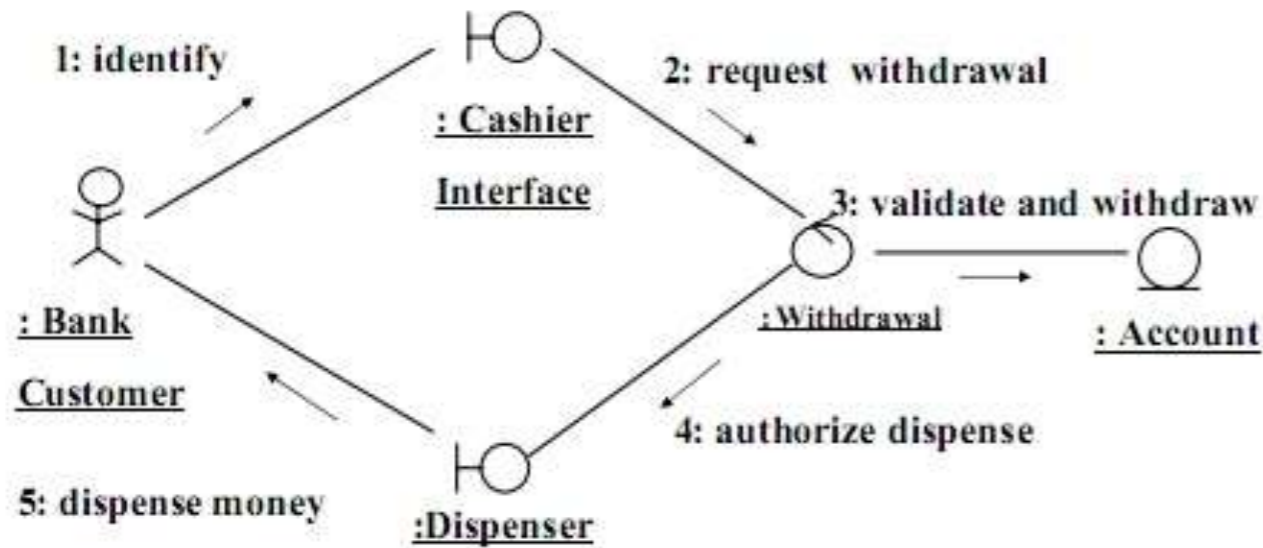 1: identify
: Cashier
Interface
2: request withdrawal
3: validate and withdraw
: Bank
Customer
:Withdrawal
: Account
4: authorize dispense
5: dispense money
:Dispenser